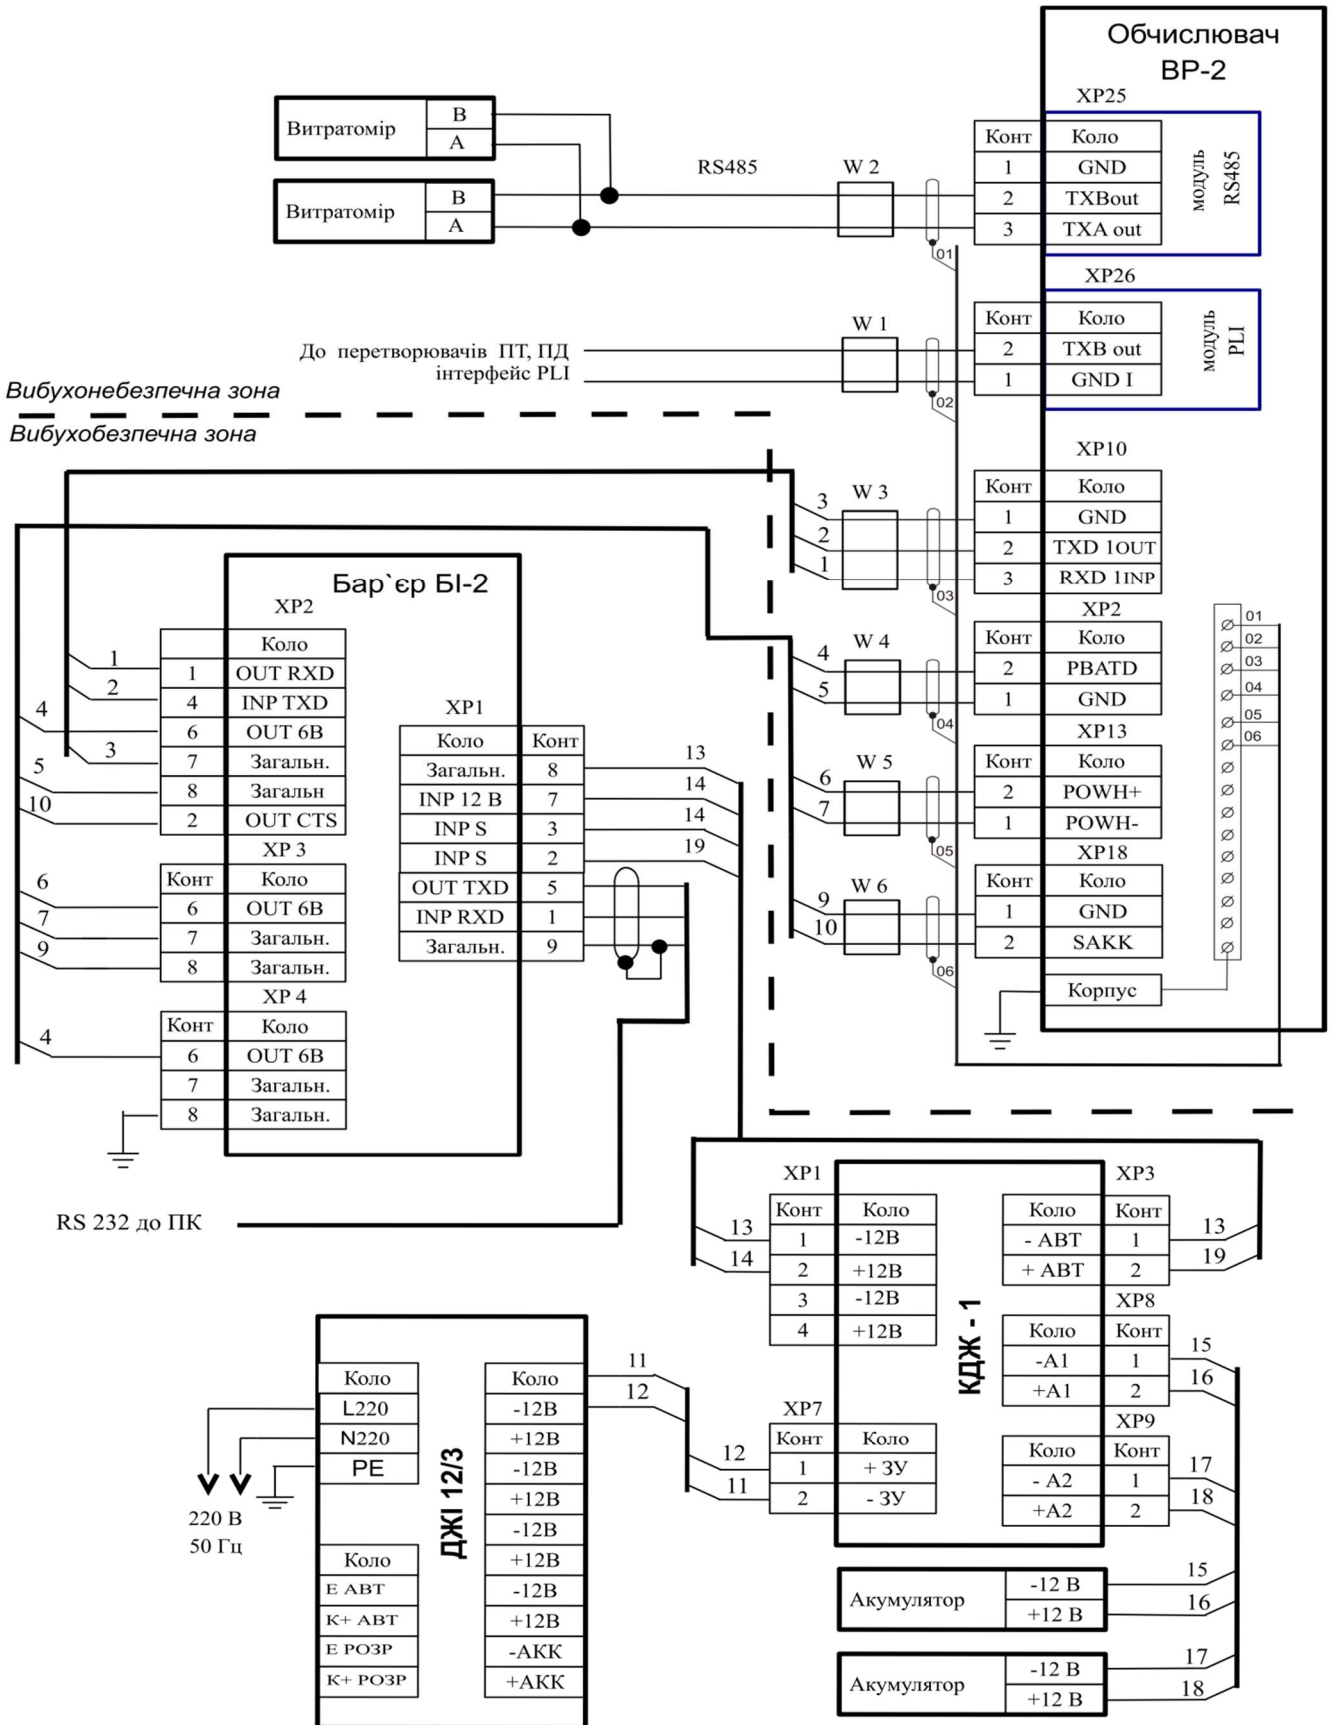 Обчислювач
ВР-2
XP25
Конт Коло
1 GND
2 TXBout
3 TXA out
модуль
RS485
Витратомір B
A
Витратомір B
A
RS485
W 2
01
XP26
Конт Коло
2 TXB out
1 GND I
модуль
PLI
W 1
02
До перетворювачів ПТ, ПД
інтерфейс PLI
Вибухонебезпечна зона
Вибухобезпечна зона
XP10
Конт Коло
1 GND
2 TXD 1OUT
3 RXD 1INP
W 3
3
2
1
03
XP2
Конт Коло
2 PBATD
1 GND
W 4
4
5
04
XP13
Конт Коло
2 POWH+
1 POWH-
W 5
6
7
05
XP18
Конт Коло
1 GND
2 SAKK
W 6
9
10
06
Корпус
01
02
03
04
05
06
Бар`єр БІ-2
XP2
Коло
1 1 OUT RXD
2 4 INP TXD
4 6 OUT 6В
3 7 Загальн.
5 8 Загальн
10 2 OUT CTS
XP 3
Конт Коло
6 6 OUT 6В
7 7 Загальн.
9 8 Загальн.
XP 4
Конт Коло
4 6 OUT 6В
7 Загальн.
8 Загальн.
XP1
Коло Конт
Загальн. 8 13
INP 12 В 7 14
INP S 3 14
INP S 2 19
OUT TXD 5
INP RXD 1
Загальн. 9
RS 232 до ПК
КДЖ - 1
XP1
Конт Коло
13 1 -12В
14 2 +12В
3 -12В
4 +12В
XP3
Коло Конт
- АВТ 1 13
+ АВТ 2 19
XP8
Коло Конт
-А1 1 15
+А1 2 16
XP7
Конт Коло
12 1 + ЗУ
11 2 - ЗУ
XP9
Коло Конт
- А2 1 17
+А2 2 18
ДЖІ 12/3
Коло
L220
N220
PE
220 В
50 Гц
Коло
Е АВТ
К+ АВТ
Е РОЗР
К+ РОЗР
Коло 11
-12В 12
+12В
-12В
+12В
-12В
+12В
-12В
+12В
-АКК
+АКК
Акумулятор -12 В 15
+12 В 16
Акумулятор -12 В 17
+12 В 18